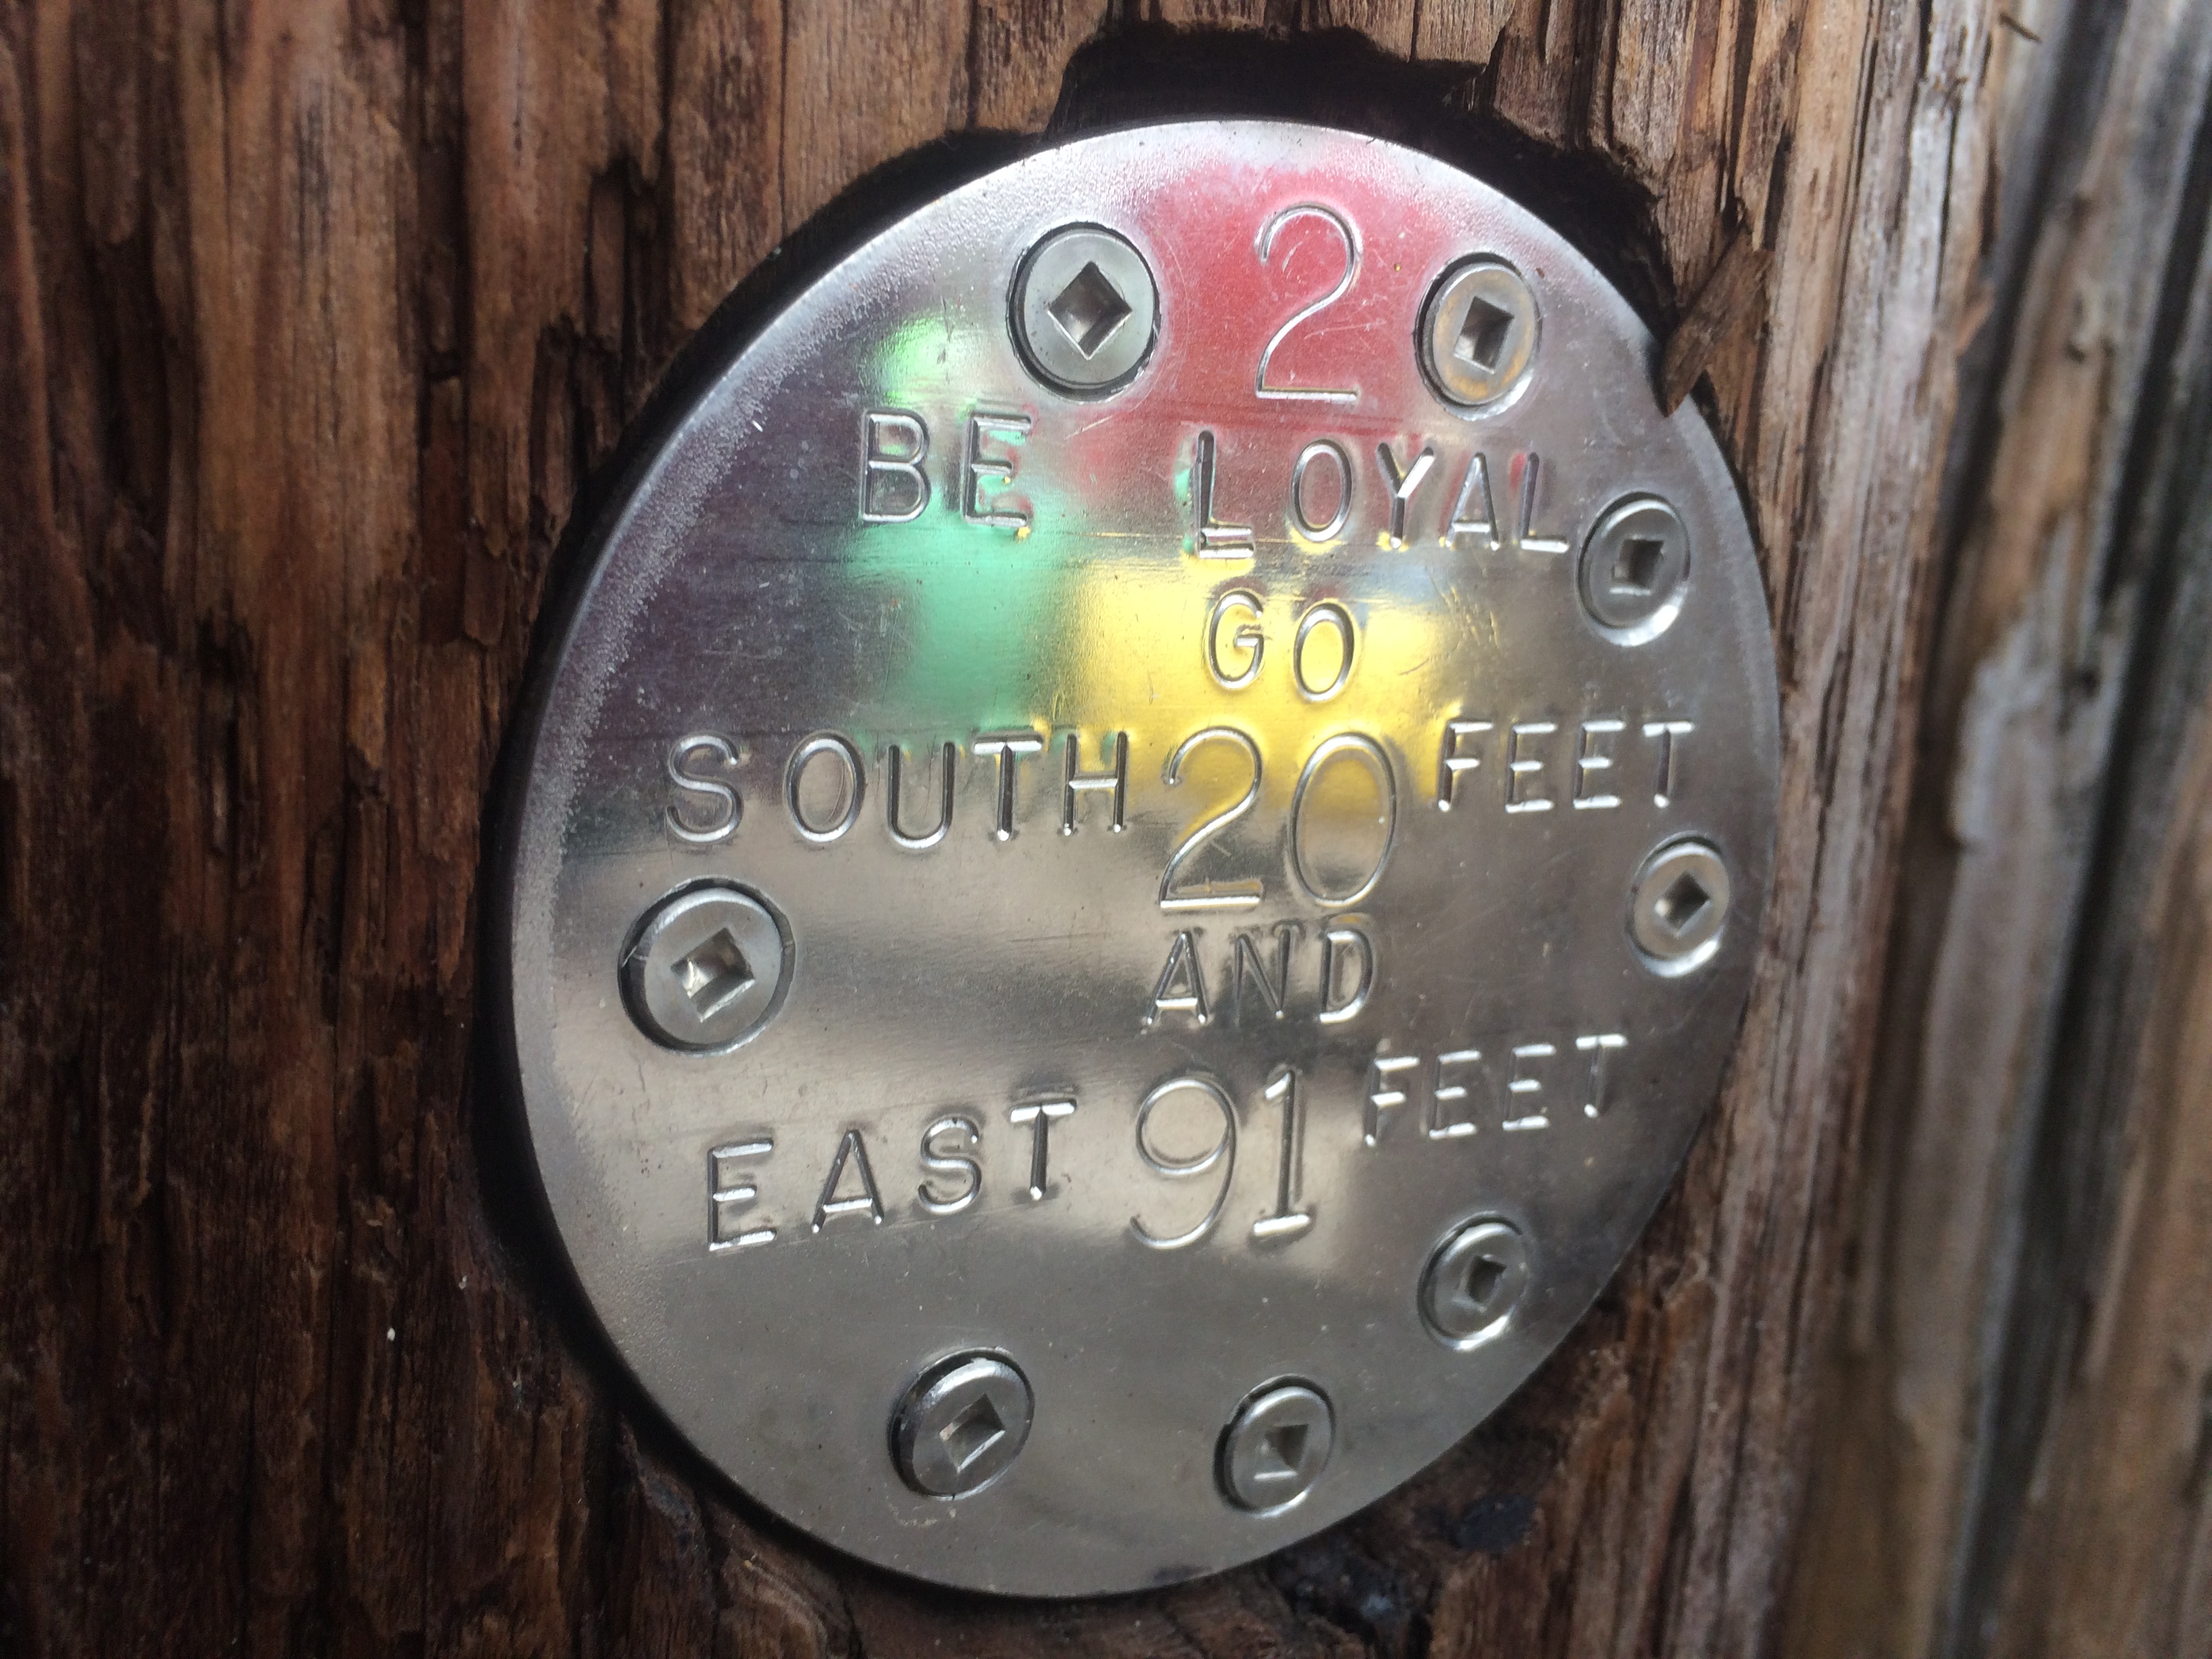 2
BE LOYAL
GO
SOUTH 20 FEET
AND
EAST 91 FEET